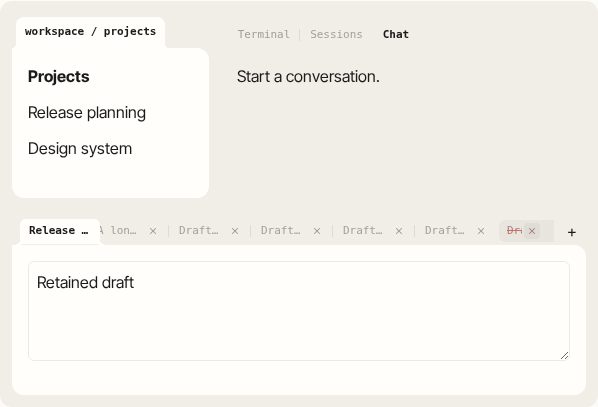 workspace / projects
Terminal Sessions Chat
Projects
Start a conversation.
Release planning
Design system
Release … A lon… × Draft… × Draft… × Draft… × Draft… × × +
Retained draft